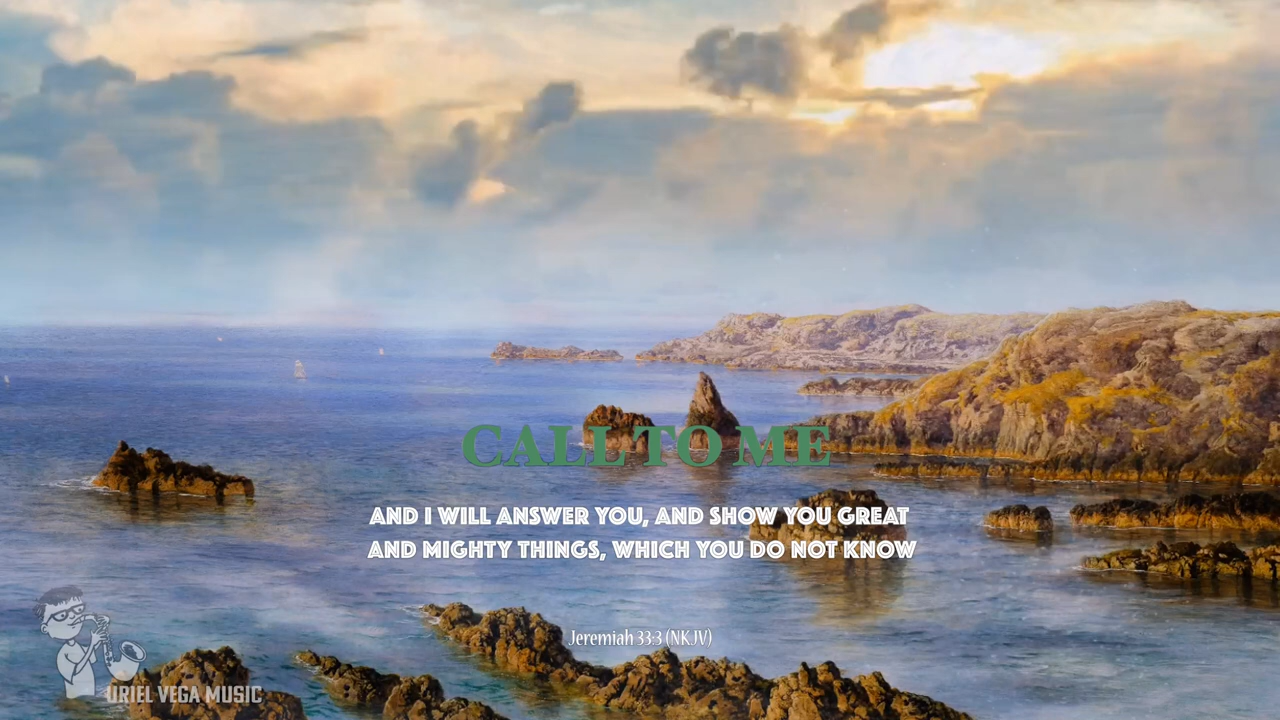 CALL TO ME
AND I WILL ANSWER YOU, AND SHOW YOU GREAT
AND MIGHTY THINGS, WHICH YOU DO NOT KNOW
Jeremiah 33:3 (NKJV)
URIEL VEGA MUSIC